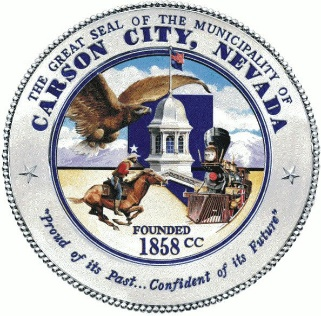 THE GREAT SEAL OF THE MUNICIPALITY OF
CARSON CITY, NEVADA
FOUNDED
1858 CC
"Proud of its Past...Confident of its Future"